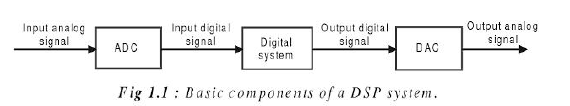 Input analog
signal
ADC
Input digital
signal
Digital
system
Output digital
signal
DAC
Output analog
signal
Fig 1.1 : Basic components of a DSP system.